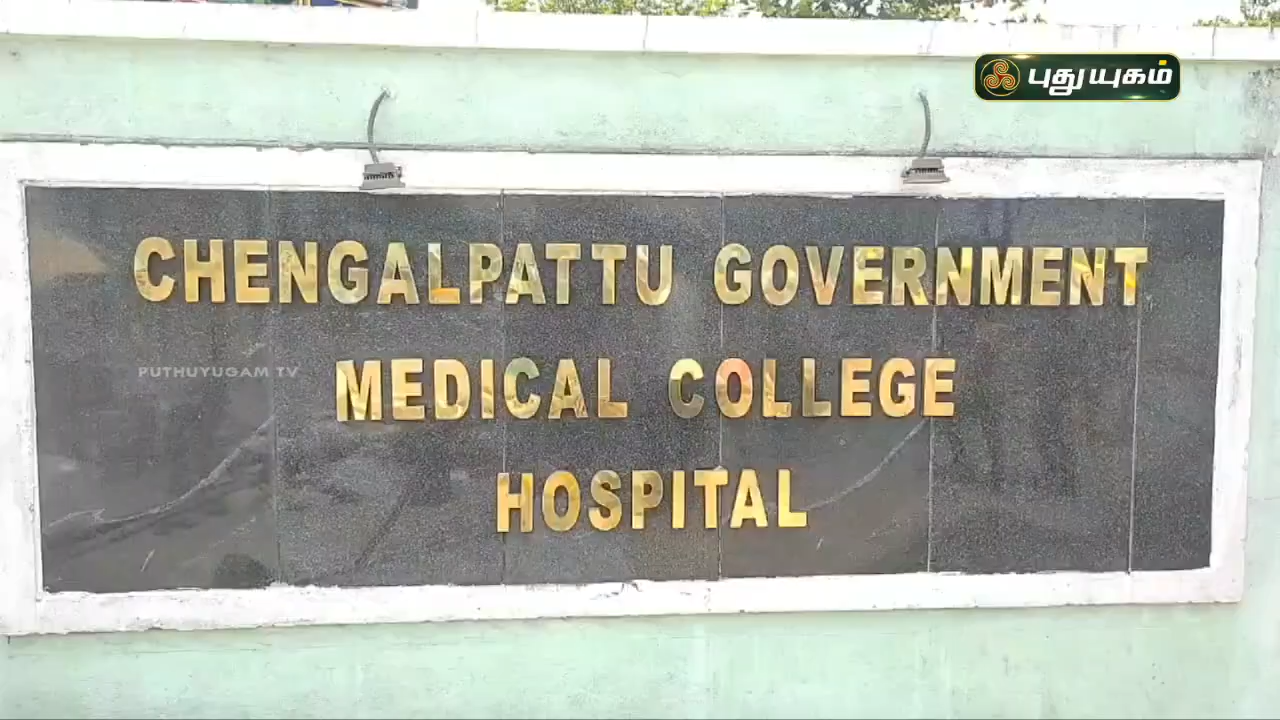 புதுயுகம்
CHENGALPATTU GOVERNMENT
PUTHUYUGAM TV
MEDICAL COLLEGE
HOSPITAL